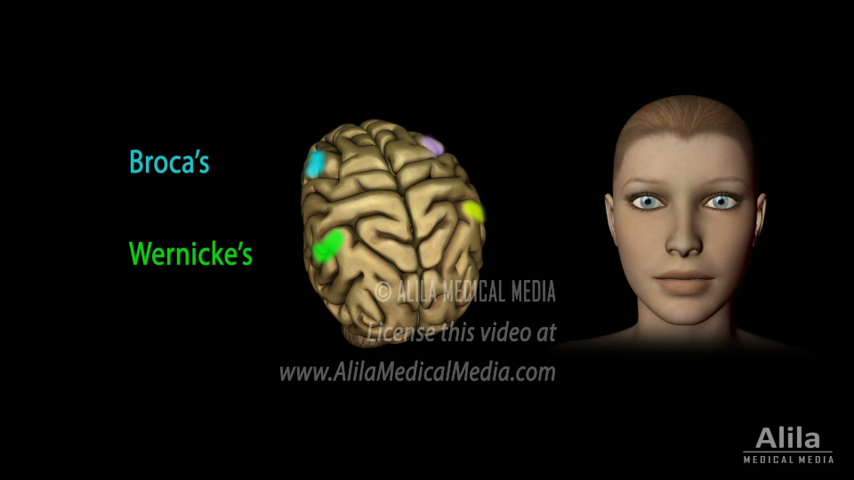 Broca's
Wernicke's
© ALILA MEDICAL MEDIA
License this video at
www.AlilaMedicalMedia.com
Alila
MEDICAL MEDIA